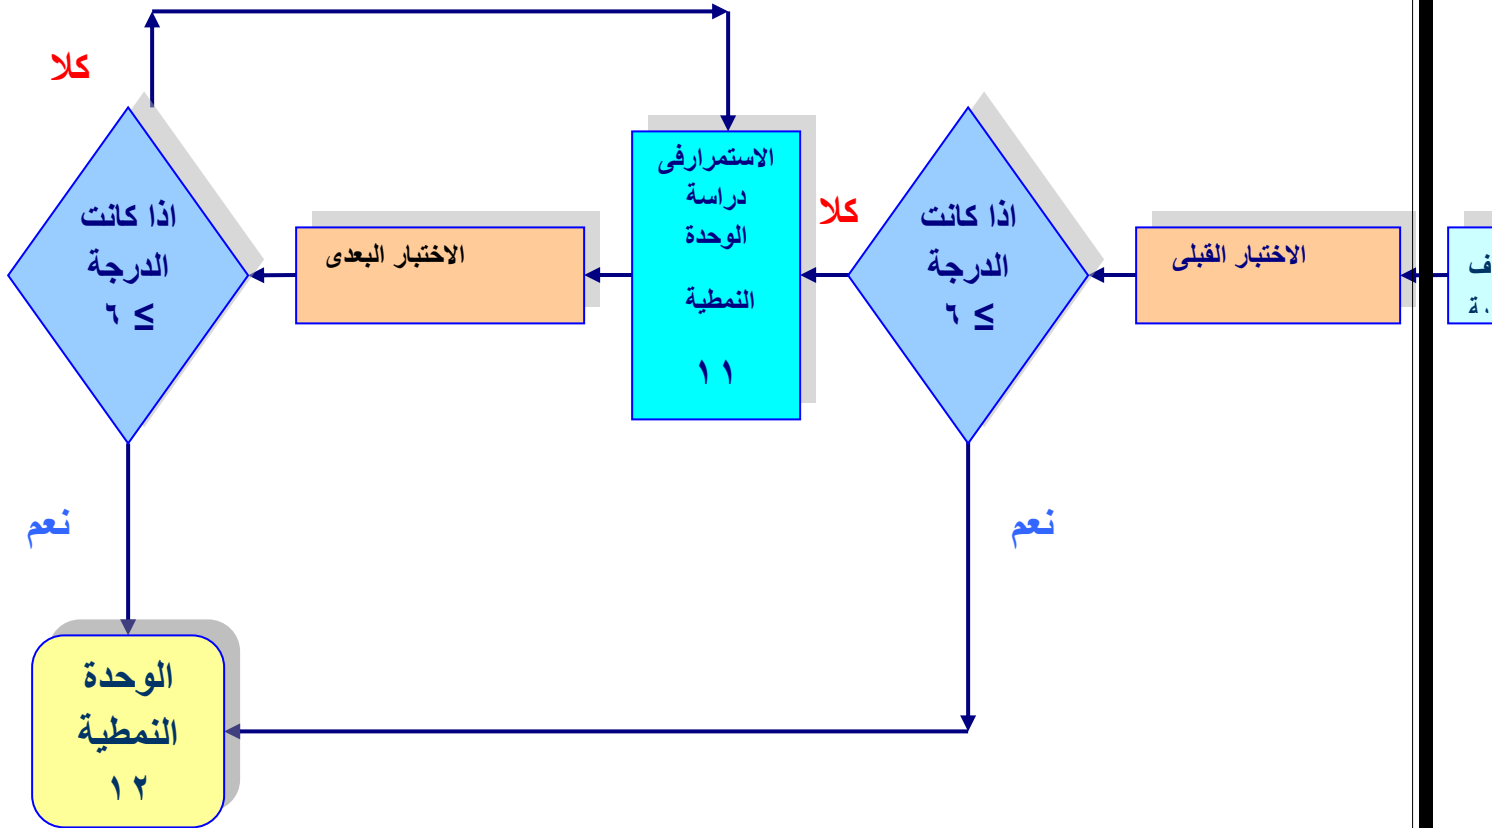 الاختبار القبلى
اذا كانت
الدرجة
≥ ٦
كلا
نعم
الاستمرارفى
دراسة
الوحدة
النمطية
١١
الاختبار البعدى
اذا كانت
الدرجة
≥ ٦
كلا
نعم
الوحدة
النمطية
١٢